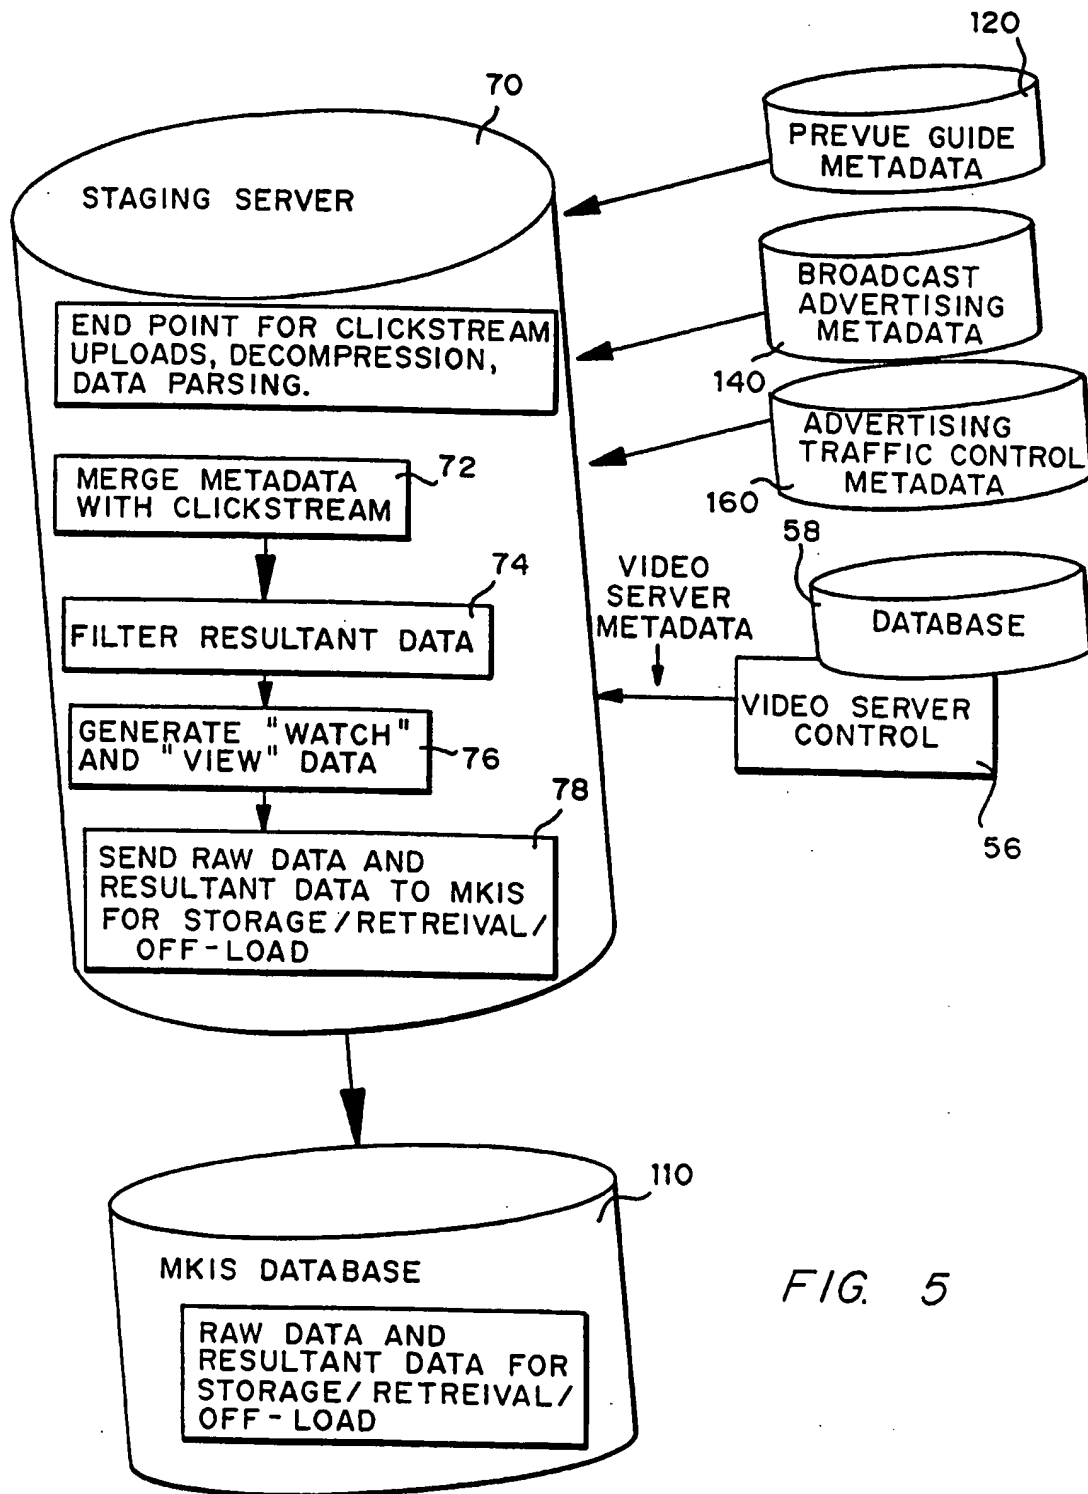 120
PREVUE GUIDE
METADATA
70
STAGING SERVER
BROADCAST
ADVERTISING
METADATA
140
END POINT FOR CLICKSTREAM
UPLOADS, DECOMPRESSION,
DATA PARSING.
ADVERTISING
TRAFFIC CONTROL
METADATA
160
MERGE METADATA
WITH CLICKSTREAM
72
58
DATABASE
VIDEO
SERVER
METADATA
74
FILTER RESULTANT DATA
VIDEO SERVER
CONTROL
56
GENERATE "WATCH"
AND "VIEW" DATA
76
78
SEND RAW DATA AND
RESULTANT DATA TO MKIS
FOR STORAGE/RETREIVAL/
OFF-LOAD
110
MKIS DATABASE
RAW DATA AND
RESULTANT DATA FOR
STORAGE/RETREIVAL/
OFF-LOAD
FIG. 5